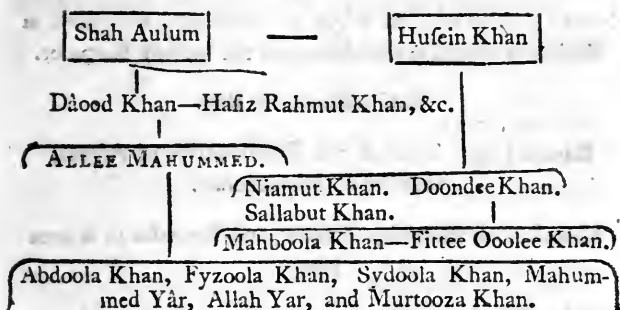 Shah Aulum — Huſein Khan
Dàood Khan—Hafiz Rahmut Khan, &c.
ALLEE MAHUMMED.
Niamut Khan. Doondee Khan.
Sallabut Khan.
Mahboola Khan—Fittee Ooolee Khan.
Abdoola Khan, Fyzoola Khan, Sydoola Khan, Mahum-
med Yâr, Allah Yar, and Murtooza Khan.